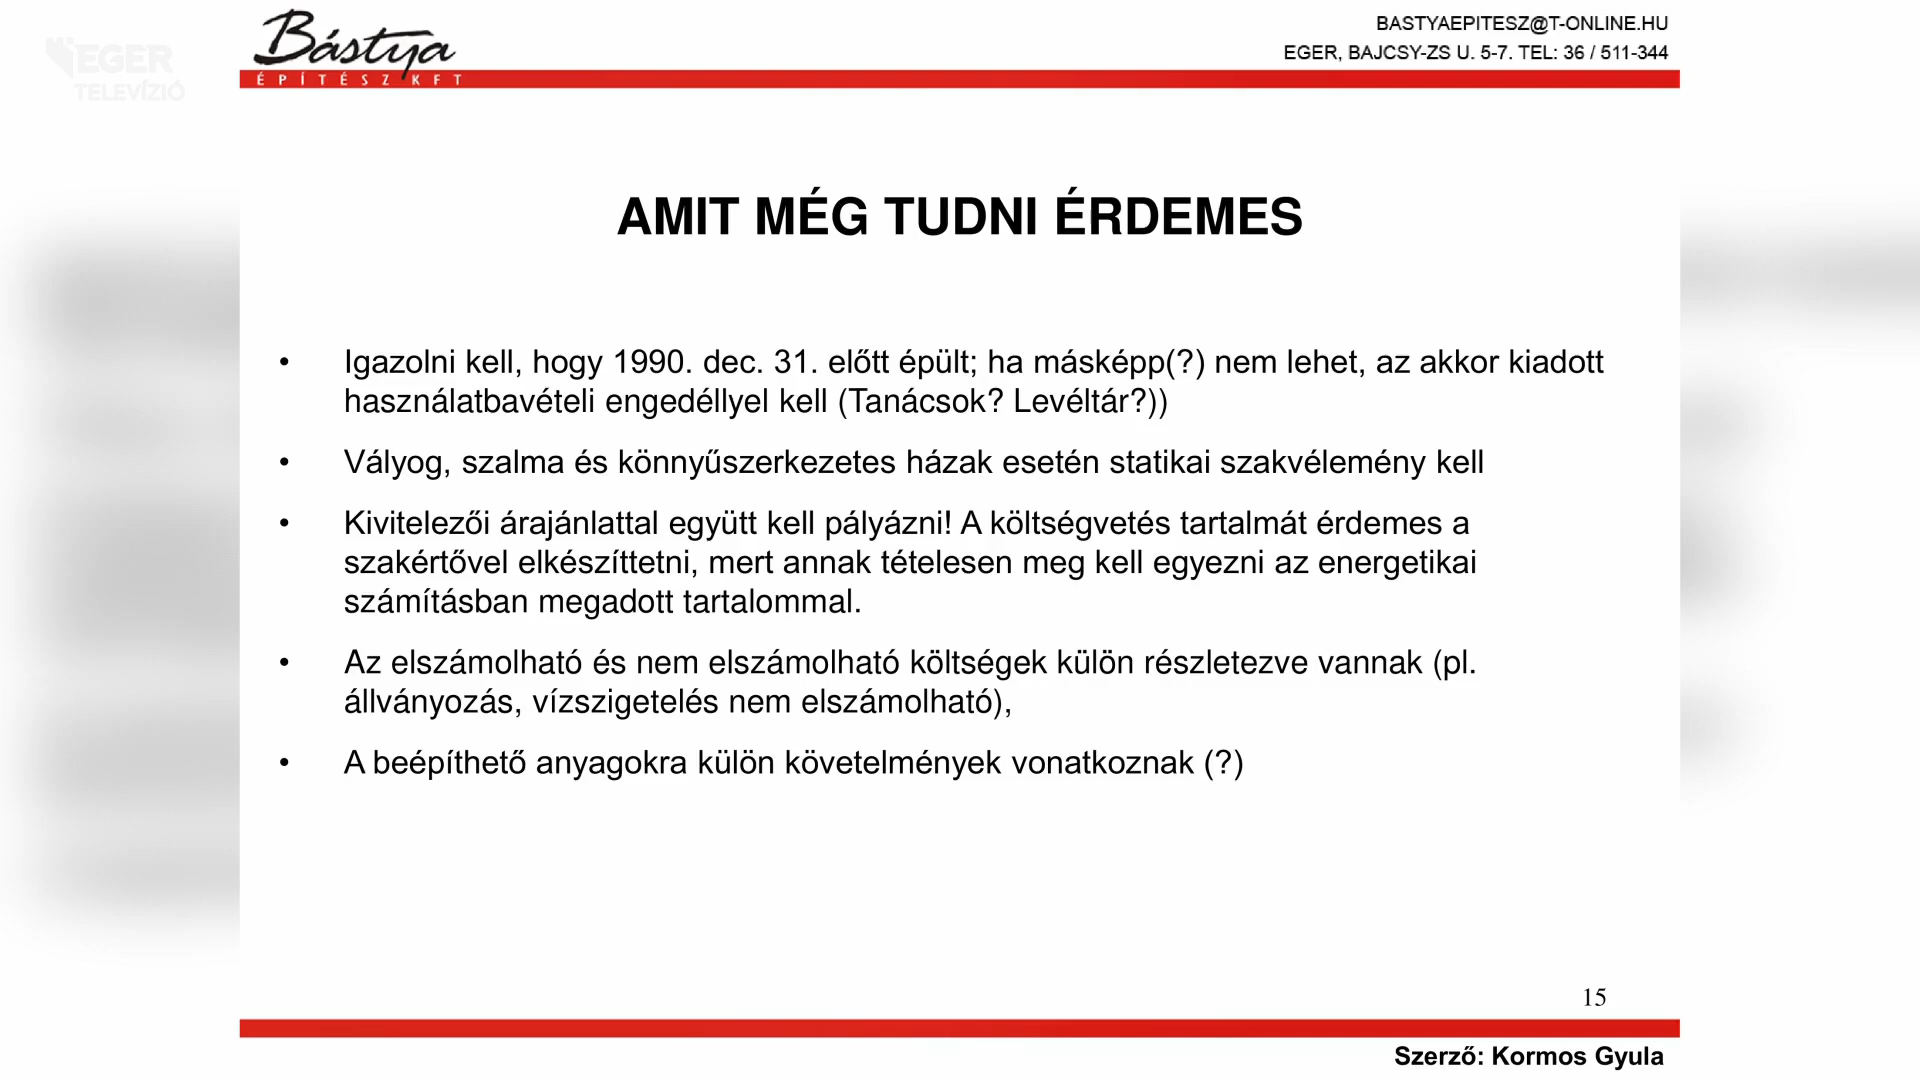 EGER
TELEVÍZIÓ
Bástya
ÉPÍTÉSZ KFT
BASTYAEPITESZ@T-ONLINE.HU
EGER, BAJCSY-ZS U. 5-7. TEL: 36 / 511-344
AMIT MÉG TUDNI ÉRDEMES
• Igazolni kell, hogy 1990. dec. 31. előtt épült; ha másképp(?) nem lehet, az akkor kiadott
használatbavételi engedéllyel kell (Tanácsok? Levéltár?))
• Vályog, szalma és könnyűszerkezetes házak esetén statikai szakvélemény kell
• Kivitelezői árajánlattal együtt kell pályázni! A költségvetés tartalmát érdemes a
szakértővel elkészíttetni, mert annak tételesen meg kell egyezni az energetikai
számításban megadott tartalommal.
• Az elszámolható és nem elszámolható költségek külön részletezve vannak (pl.
állványozás, vízszigetelés nem elszámolható),
• A beépíthető anyagokra külön követelmények vonatkoznak (?)
15
Szerző: Kormos Gyula